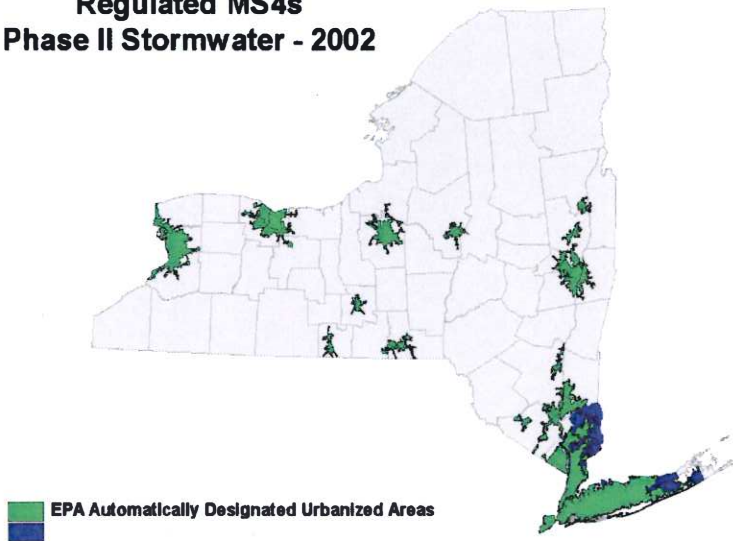 Regulated MS4s
Phase II Stormwater - 2002
EPA Automatically Designated Urbanized Areas